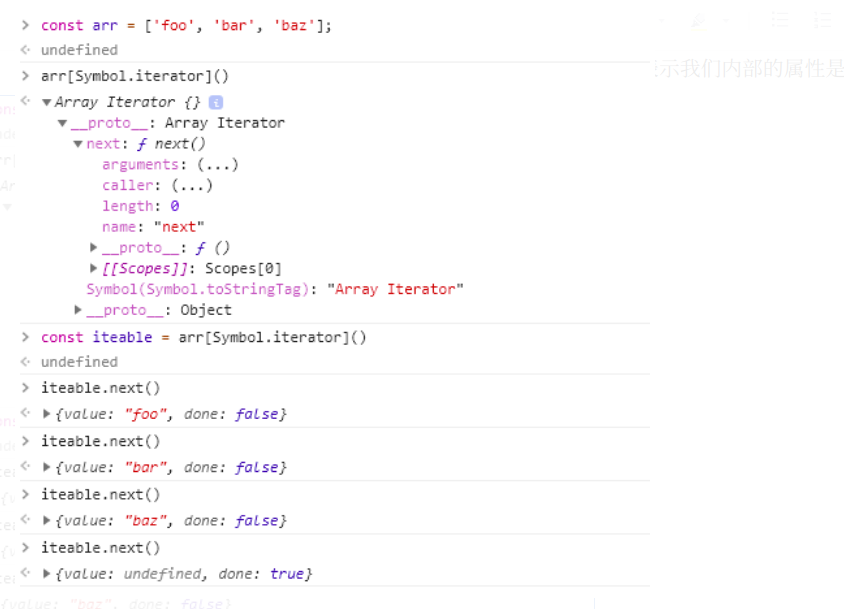 > const arr = ['foo', 'bar', 'baz'];
undefined
> arr[Symbol.iterator]()
示我们内部的属性是
Array Iterator {} i
__proto__: Array Iterator
next: ƒ next()
arguments: (...)
caller: (...)
length: 0
name: "next"
__proto__: ƒ ()
[[Scopes]]: Scopes[0]
Symbol(Symbol.toStringTag): "Array Iterator"
__proto__: Object
> const iteable = arr[Symbol.iterator]()
undefined
> iteable.next()
{value: "foo", done: false}
> iteable.next()
{value: "bar", done: false}
> iteable.next()
{value: "baz", done: false}
> iteable.next()
{value: undefined, done: true}
{value: "baz", done: false}